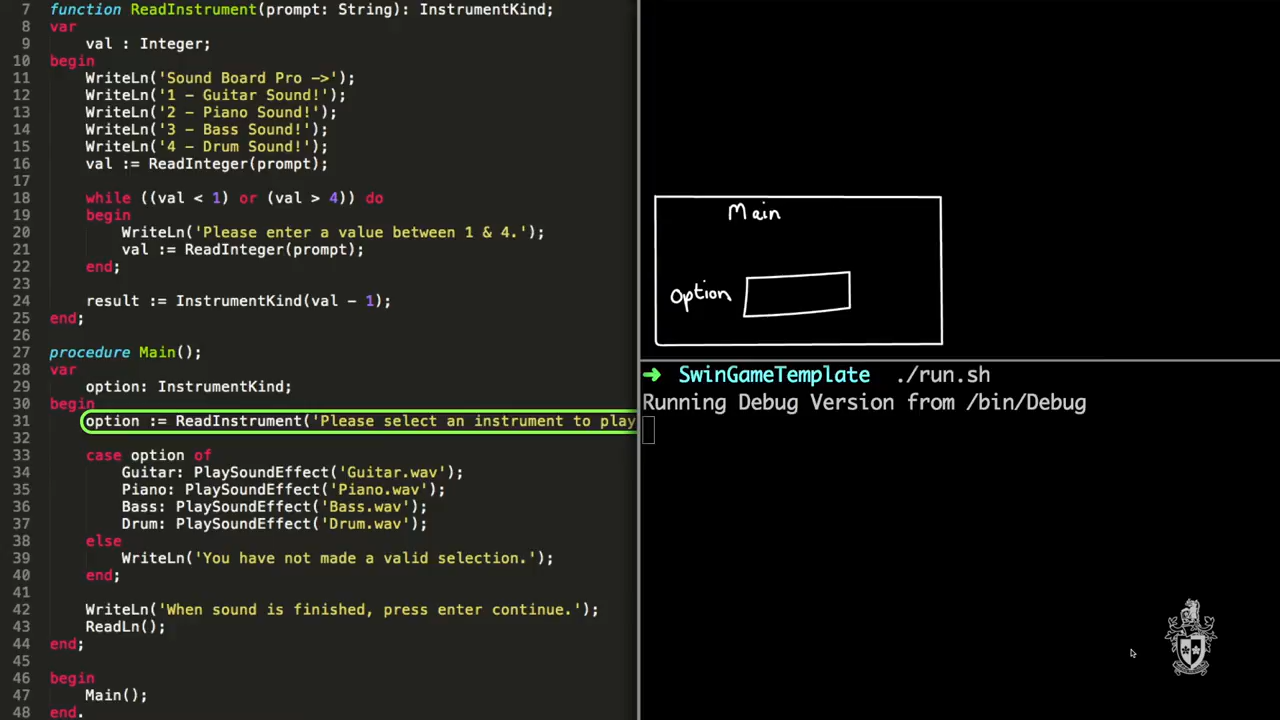 7 function ReadInstrument(prompt: String): InstrumentKind;
8 var
9 val : Integer;
10 begin
11 WriteLn('Sound Board Pro ->');
12 WriteLn('1 - Guitar Sound!');
13 WriteLn('2 - Piano Sound!');
14 WriteLn('3 - Bass Sound!');
15 WriteLn('4 - Drum Sound!');
16 val := ReadInteger(prompt);
17
18 while ((val < 1) or (val > 4)) do
19 begin
20 WriteLn('Please enter a value between 1 & 4.');
21 val := ReadInteger(prompt);
22 end;
23
24 result := InstrumentKind(val - 1);
25 end;
26
27 procedure Main();
28 var
29 option: InstrumentKind;
30 begin
31 option := ReadInstrument('Please select an instrument to play
32
33 case option of
34 Guitar: PlaySoundEffect('Guitar.wav');
35 Piano: PlaySoundEffect('Piano.wav');
36 Bass: PlaySoundEffect('Bass.wav');
37 Drum: PlaySoundEffect('Drum.wav');
38 else
39 WriteLn('You have not made a valid selection.');
40 end;
41
42 WriteLn('When sound is finished, press enter continue.');
43 ReadLn();
44 end;
45
46 begin
47 Main();
48 end.
Main
Option
➜ SwinGameTemplate ./run.sh
Running Debug Version from /bin/Debug